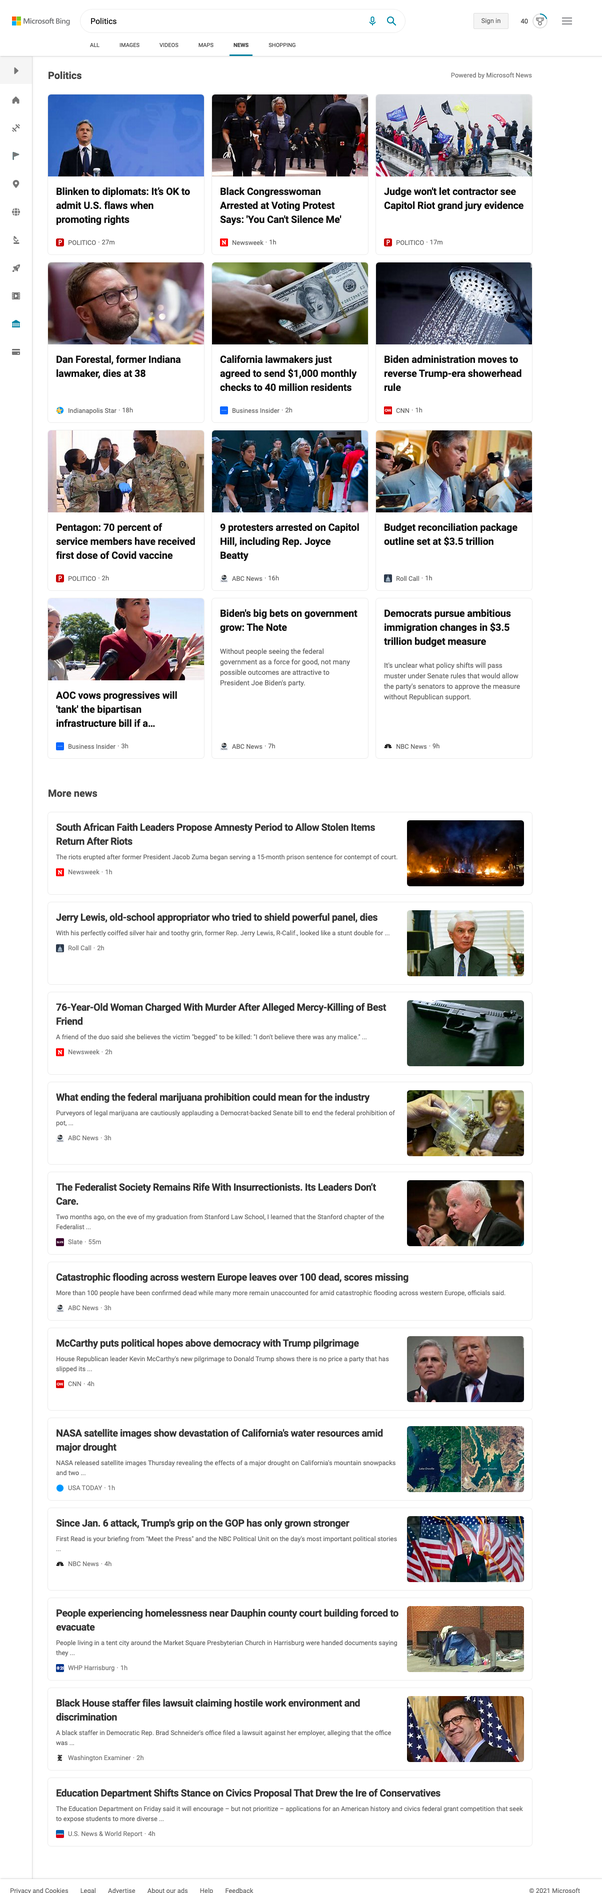 Microsoft Bing
Politics
Sign in
40
ALL IMAGES VIDEOS MAPS NEWS SHOPPING
Politics
Powered by Microsoft News
Blinken to diplomats: It's OK to
admit U.S. flaws when
promoting rights
POLITICO · 27m
Black Congresswoman
Arrested at Voting Protest
Says: 'You Can't Silence Me'
Newsweek · 1h
Judge won't let contractor see
Capitol Riot grand jury evidence
POLITICO · 17m
Dan Forestal, former Indiana
lawmaker, dies at 38
Indianapolis Star · 18h
California lawmakers just
agreed to send $1,000 monthly
checks to 40 million residents
Business Insider · 2h
Biden administration moves to
reverse Trump-era showerhead
rule
CNN · 1h
Pentagon: 70 percent of
service members have received
first dose of Covid vaccine
POLITICO · 2h
9 protesters arrested on Capitol
Hill, including Rep. Joyce
Beatty
ABC News · 16h
Budget reconciliation package
outline set at $3.5 trillion
Roll Call · 1h
AOC vows progressives will
'tank' the bipartisan
infrastructure bill if a...
Business Insider · 3h
Biden's big bets on government
grow: The Note
Without people seeing the federal
government as a force for good, not many
possible outcomes are attractive to
President Joe Biden's party.
ABC News · 7h
Democrats pursue ambitious
immigration changes in $3.5
trillion budget measure
It's unclear what policy shifts will pass
muster under Senate rules that would allow
the party's senators to approve the measure
without Republican support.
NBC News · 9h
More news
South African Faith Leaders Propose Amnesty Period to Allow Stolen Items
Return After Riots
The riots erupted after former President Jacob Zuma began serving a 15-month prison sentence for contempt of court.
Newsweek · 1h
Jerry Lewis, old-school appropriator who tried to shield powerful panel, dies
With his perfectly coiffed silver hair and toothy grin, former Rep. Jerry Lewis, R-Calif., looked like a stunt double for ...
Roll Call · 2h
76-Year-Old Woman Charged With Murder After Alleged Mercy-Killing of Best
Friend
A friend of the duo said she believes the victim "begged" to be killed: "I don't believe there was any malice." ...
Newsweek · 2h
What ending the federal marijuana prohibition could mean for the industry
Purveyors of legal marijuana are cautiously applauding a Democrat-backed Senate bill to end the federal prohibition of
pot, ...
ABC News · 3h
The Federalist Society Remains Rife With Insurrectionists. Its Leaders Don't
Care.
Two months ago, on the eve of my graduation from Stanford Law School, I learned that the Stanford chapter of the
Federalist ...
Slate · 55m
Catastrophic flooding across western Europe leaves over 100 dead, scores missing
More than 100 people have been confirmed dead while many more remain unaccounted for amid catastrophic flooding across western Europe, officials said.
ABC News · 3h
McCarthy puts political hopes above democracy with Trump pilgrimage
House Republican leader Kevin McCarthy's new pilgrimage to Donald Trump shows there is no price a party that has
slipped its ...
CNN · 4h
NASA satellite images show devastation of California's water resources amid
major drought
NASA released satellite images Thursday revealing the effects of a major drought on California's mountain snowpacks
and two ...
USA TODAY · 1h
Since Jan. 6 attack, Trump's grip on the GOP has only grown stronger
First Read is your briefing from "Meet the Press" and the NBC Political Unit on the day's most important political stories
...
NBC News · 4h
People experiencing homelessness near Dauphin county court building forced to
evacuate
People living in a tent city around the Market Square Presbyterian Church in Harrisburg were handed documents saying
they ...
WHP Harrisburg · 1h
Black House staffer files lawsuit claiming hostile work environment and
discrimination
A black staffer in Democratic Rep. Brad Schneider's office filed a lawsuit against her employer, alleging that the office
was ...
Washington Examiner · 2h
Education Department Shifts Stance on Civics Proposal That Drew the Ire of Conservatives
The Education Department on Friday said it will encourage – but not prioritize – applications for an American history and civics federal grant competition that seek
to expose students to more diverse ...
U.S. News & World Report · 4h
Privacy and Cookies Legal Advertise About our ads Help Feedback
© 2021 Microsoft